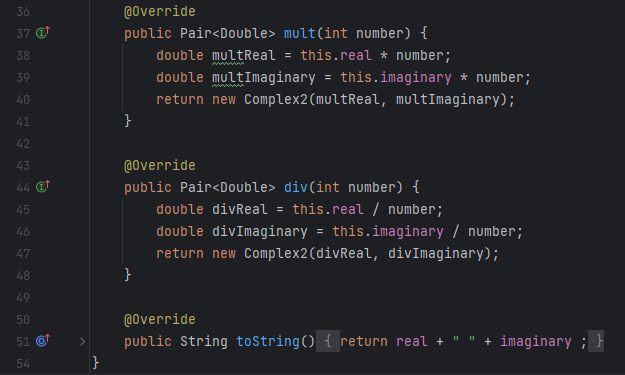 36 @Override
37 public Pair<Double> mult(int number) {
38 double multReal = this.real * number;
39 double multImaginary = this.imaginary * number;
40 return new Complex2(multReal, multImaginary);
41 }
42
43 @Override
44 public Pair<Double> div(int number) {
45 double divReal = this.real / number;
46 double divImaginary = this.imaginary / number;
47 return new Complex2(divReal, divImaginary);
48 }
49
50 @Override
51 public String toString() { return real + " " + imaginary ; }
54 }